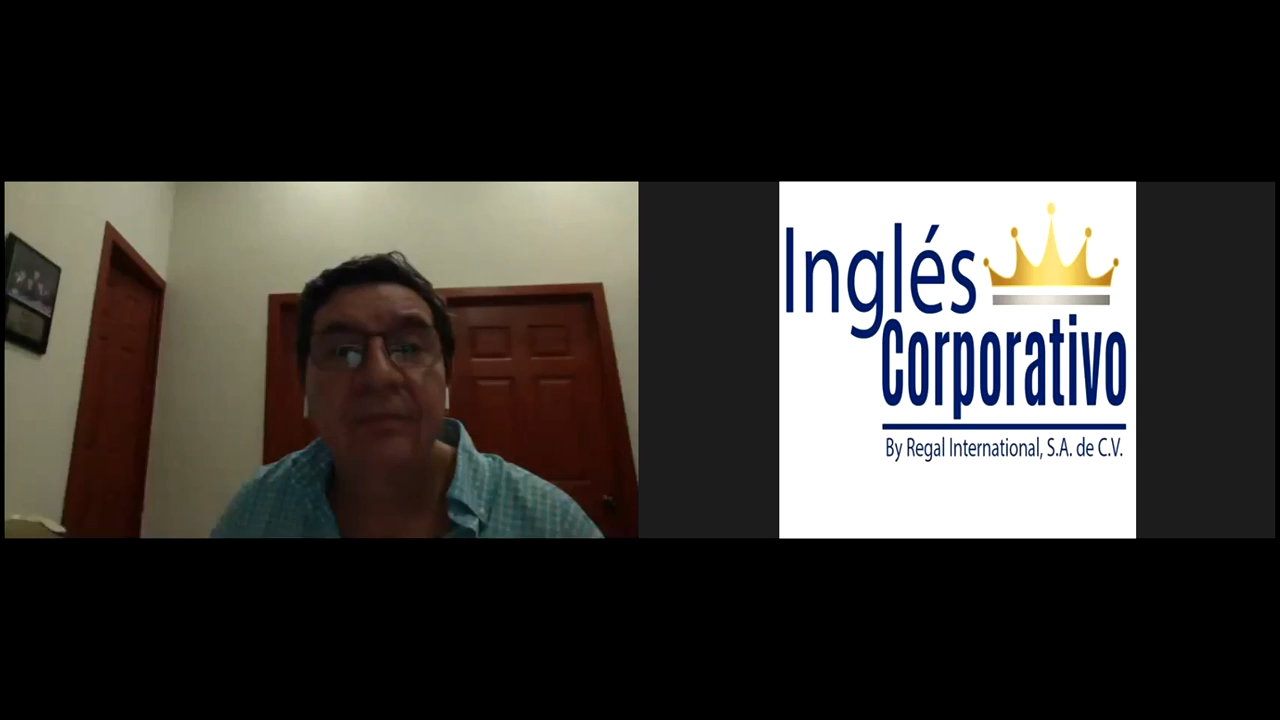 Inglés
Corporativo
By Regal International, S.A. de C.V.